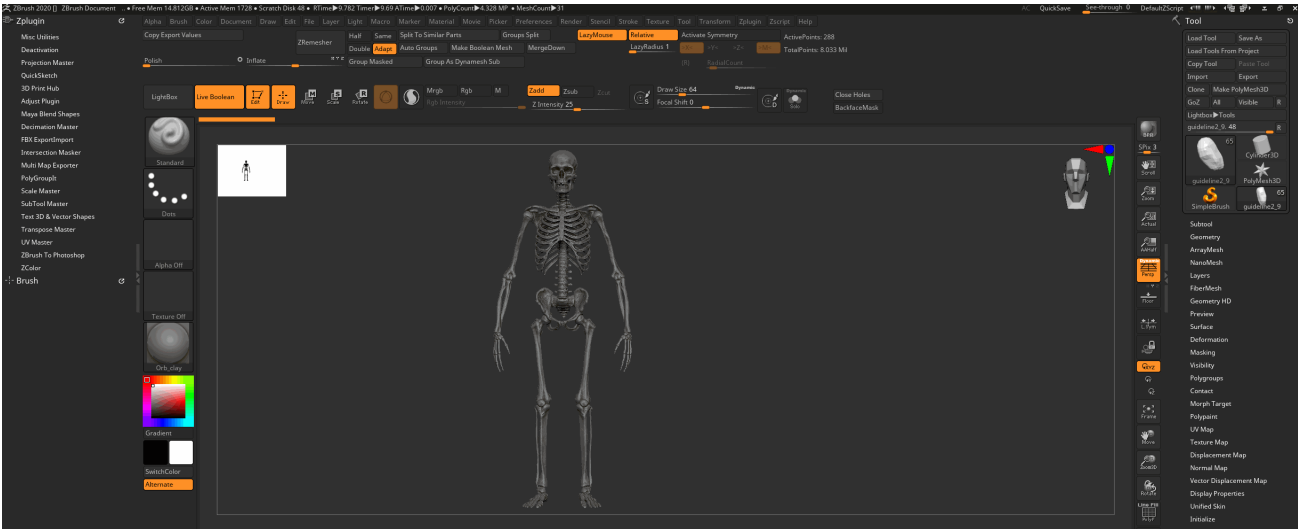 ZBrush 2020 [] ZBrush Document ... • Free Mem 14.812GB • Active Mem 1728 • Scratch Disk 48 • RTime▶9.782 Timer▶9.69 ATime▶0.007 • PolyCount▶4.328 MP • MeshCount▶31 AC QuickSave See-through 0 DefaultZScript
Zplugin
Misc Utilities
Deactivation
Projection Master
QuickSketch
3D Print Hub
Adjust Plugin
Maya Blend Shapes
Decimation Master
FBX ExportImport
Intersection Masker
Multi Map Exporter
PolyGroupIt
Scale Master
SubTool Master
Text 3D & Vector Shapes
Transpose Master
UV Master
ZBrush To Photoshop
ZColor
Brush
Alpha Brush Color Document Draw Edit File Layer Light Macro Marker Material Movie Picker Preferences Render Stencil Stroke Texture Tool Transform Zplugin Zscript Help
Copy Export Values
Polish
Inflate
x y z
ZRemesher
Half Same
Double Adapt
Split To Similar Parts Groups Split
Auto Groups Make Boolean Mesh MergeDown
Group Masked Group As Dynamesh Sub
LazyMouse Relative
LazyRadius 1
Activate Symmetry
>X< >Y< >Z< >M<
(R) RadialCount
ActivePoints: 288
TotalPoints: 8.033 Mil
LightBox
Live Boolean
Edit
Draw
Move
Scale
Rotate
Mrgb Rgb M
Rgb Intensity
Zadd Zsub Zcut
Z Intensity 25
S
Draw Size 64 Dynamic
Focal Shift 0
D
Dynamic
Solo
Close Holes
BackfaceMask
Standard
Dots
Alpha Off
Texture Off
Orb_clay
Gradient
SwitchColor
Alternate
BPR
SPix 3
Scroll
Zoom
Actual
AAHalf
Dynamic
Persp
Floor
L.Sym
Qxyz
Frame
Move
Zoom3D
Rotate
Line Fill
PolyF
Tool
Load Tool Save As
Load Tools From Project
Copy Tool Paste Tool
Import Export
Clone Make PolyMesh3D
GoZ All Visible R
Lightbox▶Tools
guideline2_9. 48 R
65
guideline2_9
Cylinder3D
PolyMesh3D
SimpleBrush
65
guideline2_9
Subtool
Geometry
ArrayMesh
NanoMesh
Layers
FiberMesh
Geometry HD
Preview
Surface
Deformation
Masking
Visibility
Polygroups
Contact
Morph Target
Polypaint
UV Map
Texture Map
Displacement Map
Normal Map
Vector Displacement Map
Display Properties
Unified Skin
Initialize